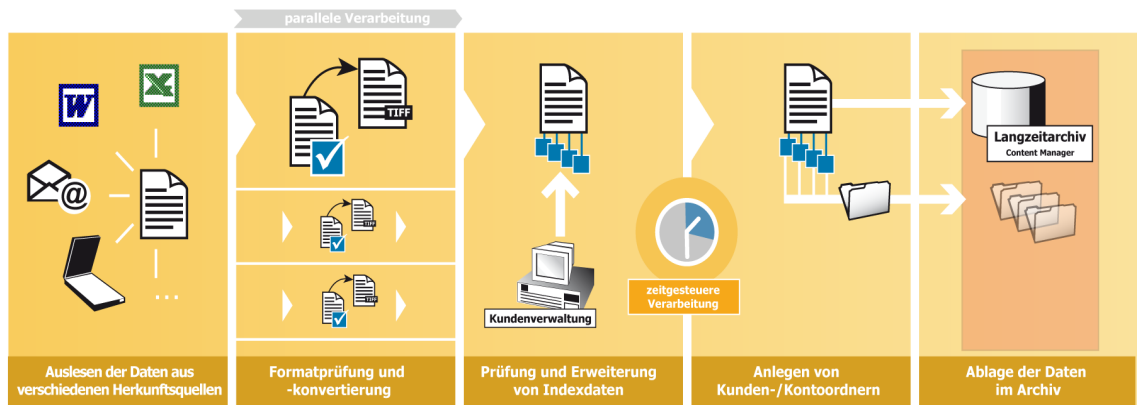 parallele Verarbeitung
W
X
@
...
TIFF
TIFF
TIFF
Kundenverwaltung
zeitgesteuere
Verarbeitung
Langzeitarchiv
Content Manager
Auslesen der Daten aus
verschiedenen Herkunftsquellen
Formatprüfung und
-konvertierung
Prüfung und Erweiterung
von Indexdaten
Anlegen von
Kunden-/Kontoordnern
Ablage der Daten
im Archiv